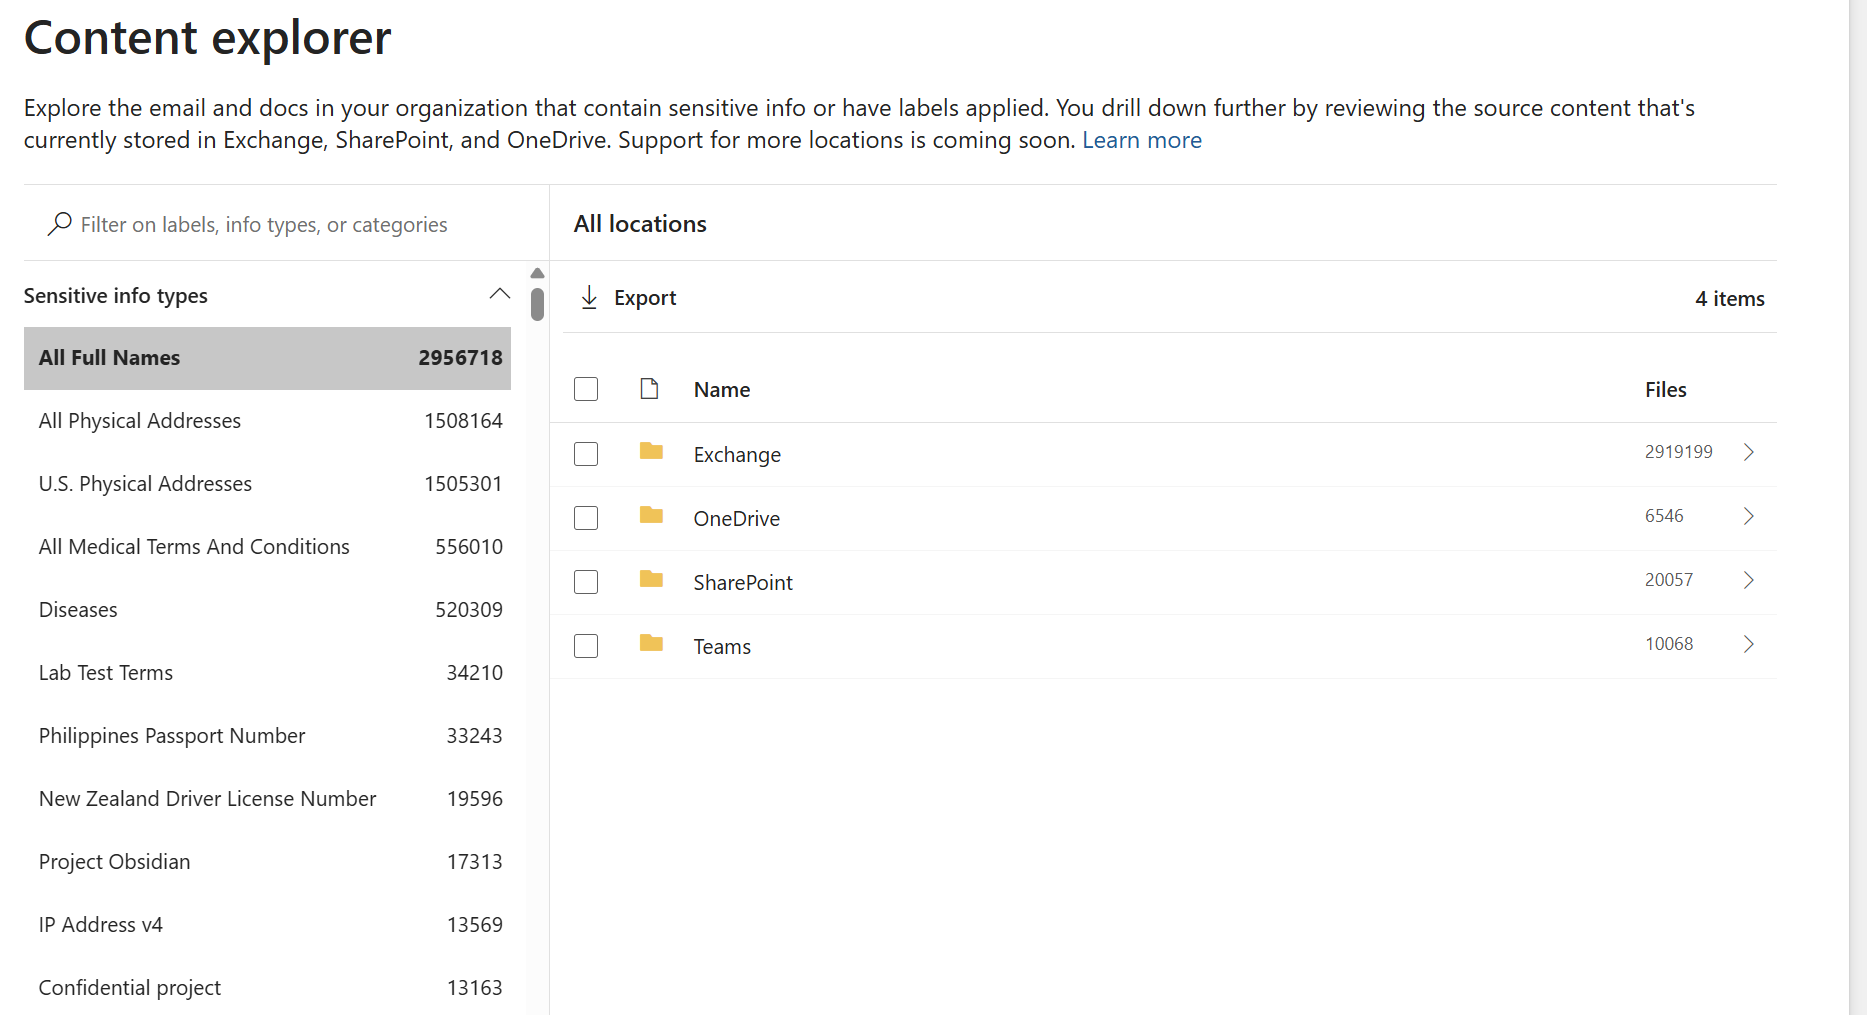 Content explorer
Explore the email and docs in your organization that contain sensitive info or have labels applied. You drill down further by reviewing the source content that's
currently stored in Exchange, SharePoint, and OneDrive. Support for more locations is coming soon. Learn more
Filter on labels, info types, or categories
Sensitive info types
All Full Names 2956718
All Physical Addresses 1508164
U.S. Physical Addresses 1505301
All Medical Terms And Conditions 556010
Diseases 520309
Lab Test Terms 34210
Philippines Passport Number 33243
New Zealand Driver License Number 19596
Project Obsidian 17313
IP Address v4 13569
Confidential project 13163
All locations
Export 4 items
Name Files
Exchange 2919199
OneDrive 6546
SharePoint 20057
Teams 10068